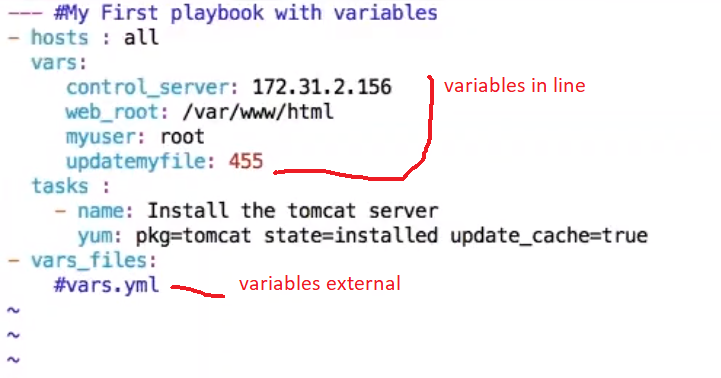 --- #My First playbook with variables
- hosts : all
  vars:
     control_server: 172.31.2.156
     web_root: /var/www/html
     myuser: root
     updatemyfile: 455
variables in line
  tasks :
    - name: Install the tomcat server
      yum: pkg=tomcat state=installed update_cache=true
- vars_files:
    #vars.yml
variables external
~
~
~